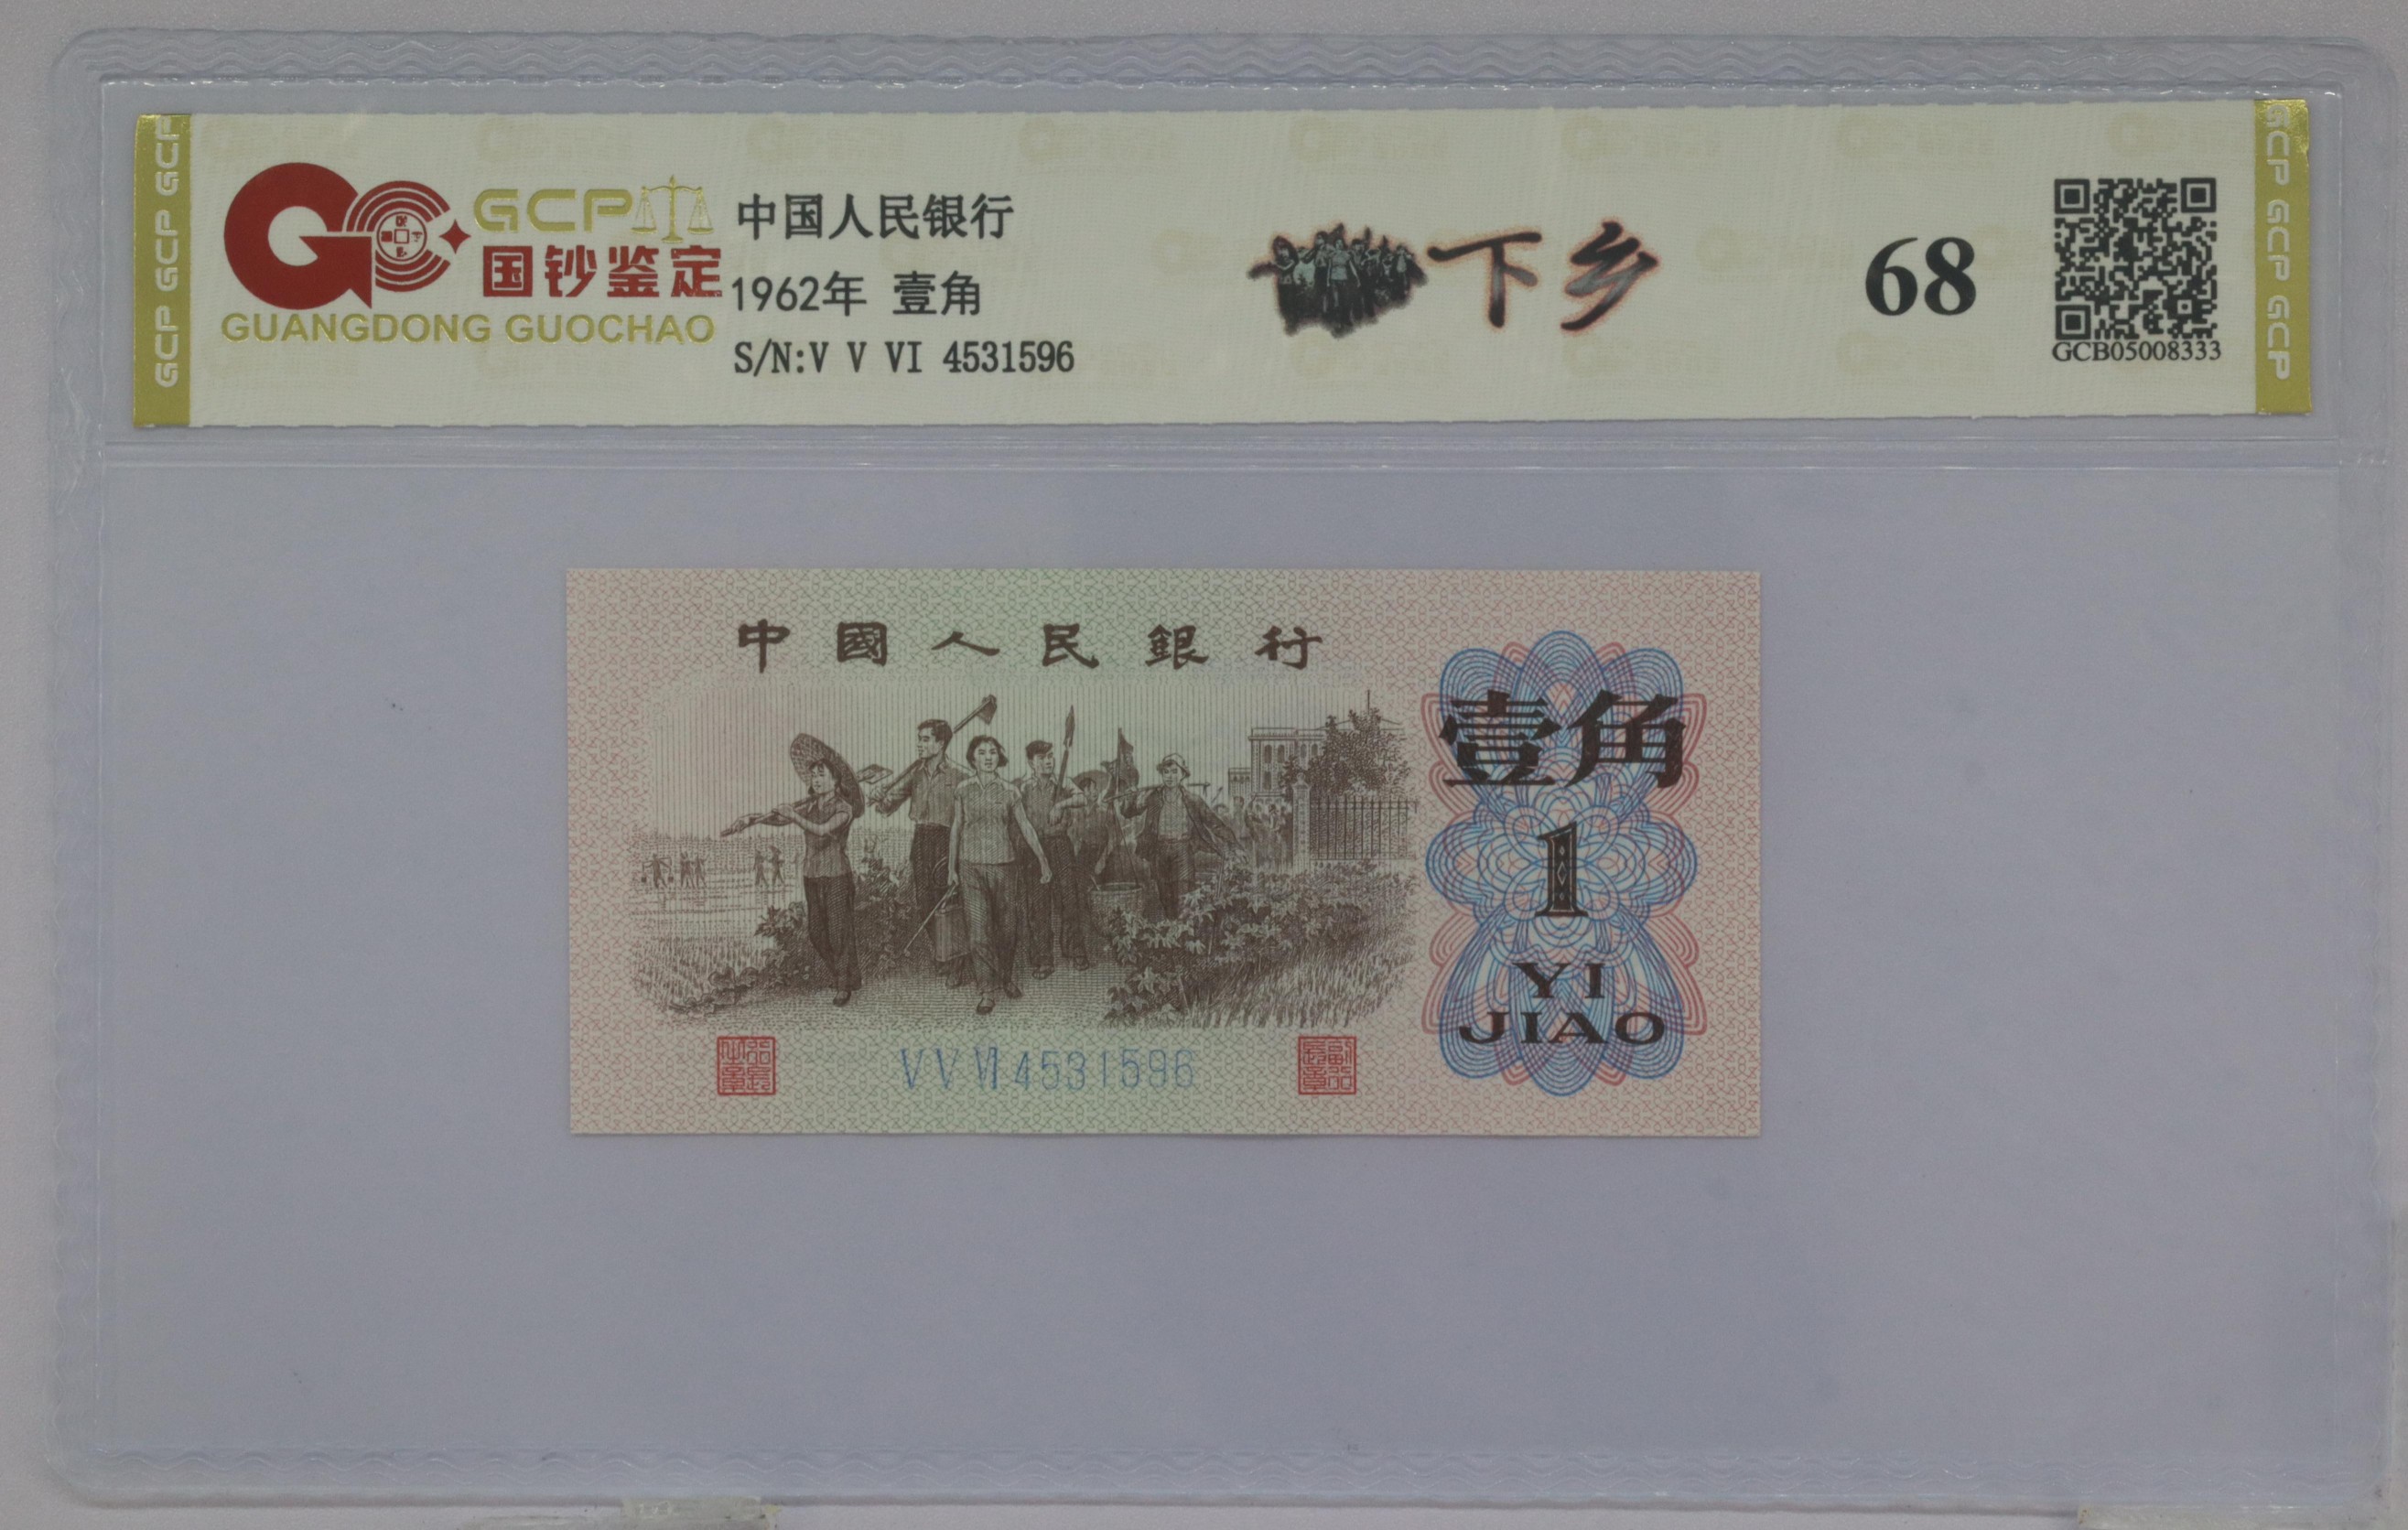 GCP
国钞鉴定
GUANGDONG GUOCHAO
中国人民银行
1962年 壹角
S/N:V V VI 4531596
下乡
68
GCB05008333
GCP GCP GCP
GCP GCP GCP
中國人民銀行
壹角
1
YI
JIAO
V V VI 4531596